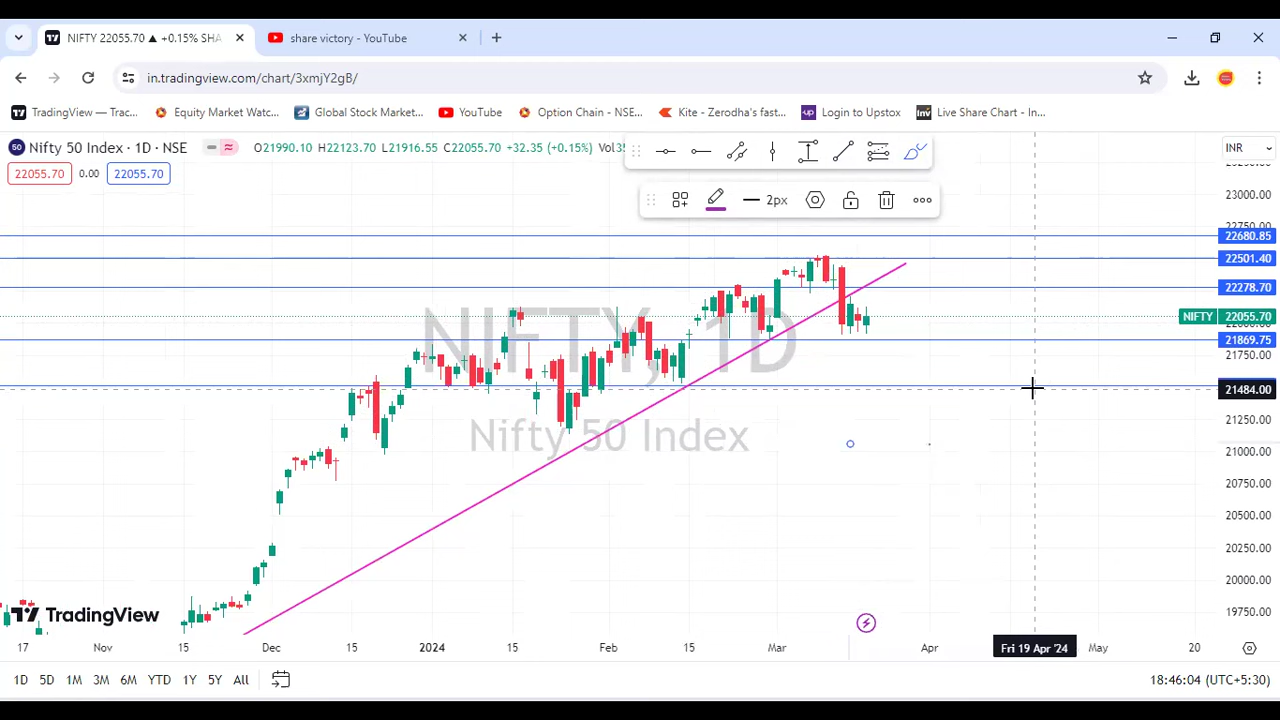 NIFTY 22055.70 ▲ +0.15% SHA
share victory - YouTube
in.tradingview.com/chart/3xmjY2gB/
TradingView — Trac...
Equity Market Watc...
Global Stock Market...
YouTube
Option Chain - NSE...
Kite - Zerodha's fast...
Login to Upstox
Live Share Chart - In...
50 Nifty 50 Index · 1D · NSE
O21990.10 H22123.70 L21916.55 C22055.70 +32.35 (+0.15%)
INR
22055.70 0.00 22055.70
2px
23000.00
22680.85
22501.40
22278.70
NIFTY 22055.70
21869.75
21750.00
21484.00
21250.00
21000.00
20750.00
20500.00
20250.00
20000.00
19750.00
NIFTY, 1D
Nifty 50 Index
TradingView
17 Nov 15 Dec 15 2024 15 Feb 15 Mar Apr Fri 19 Apr '24 May 20
1D 5D 1M 3M 6M YTD 1Y 5Y All
18:46:04 (UTC+5:30)